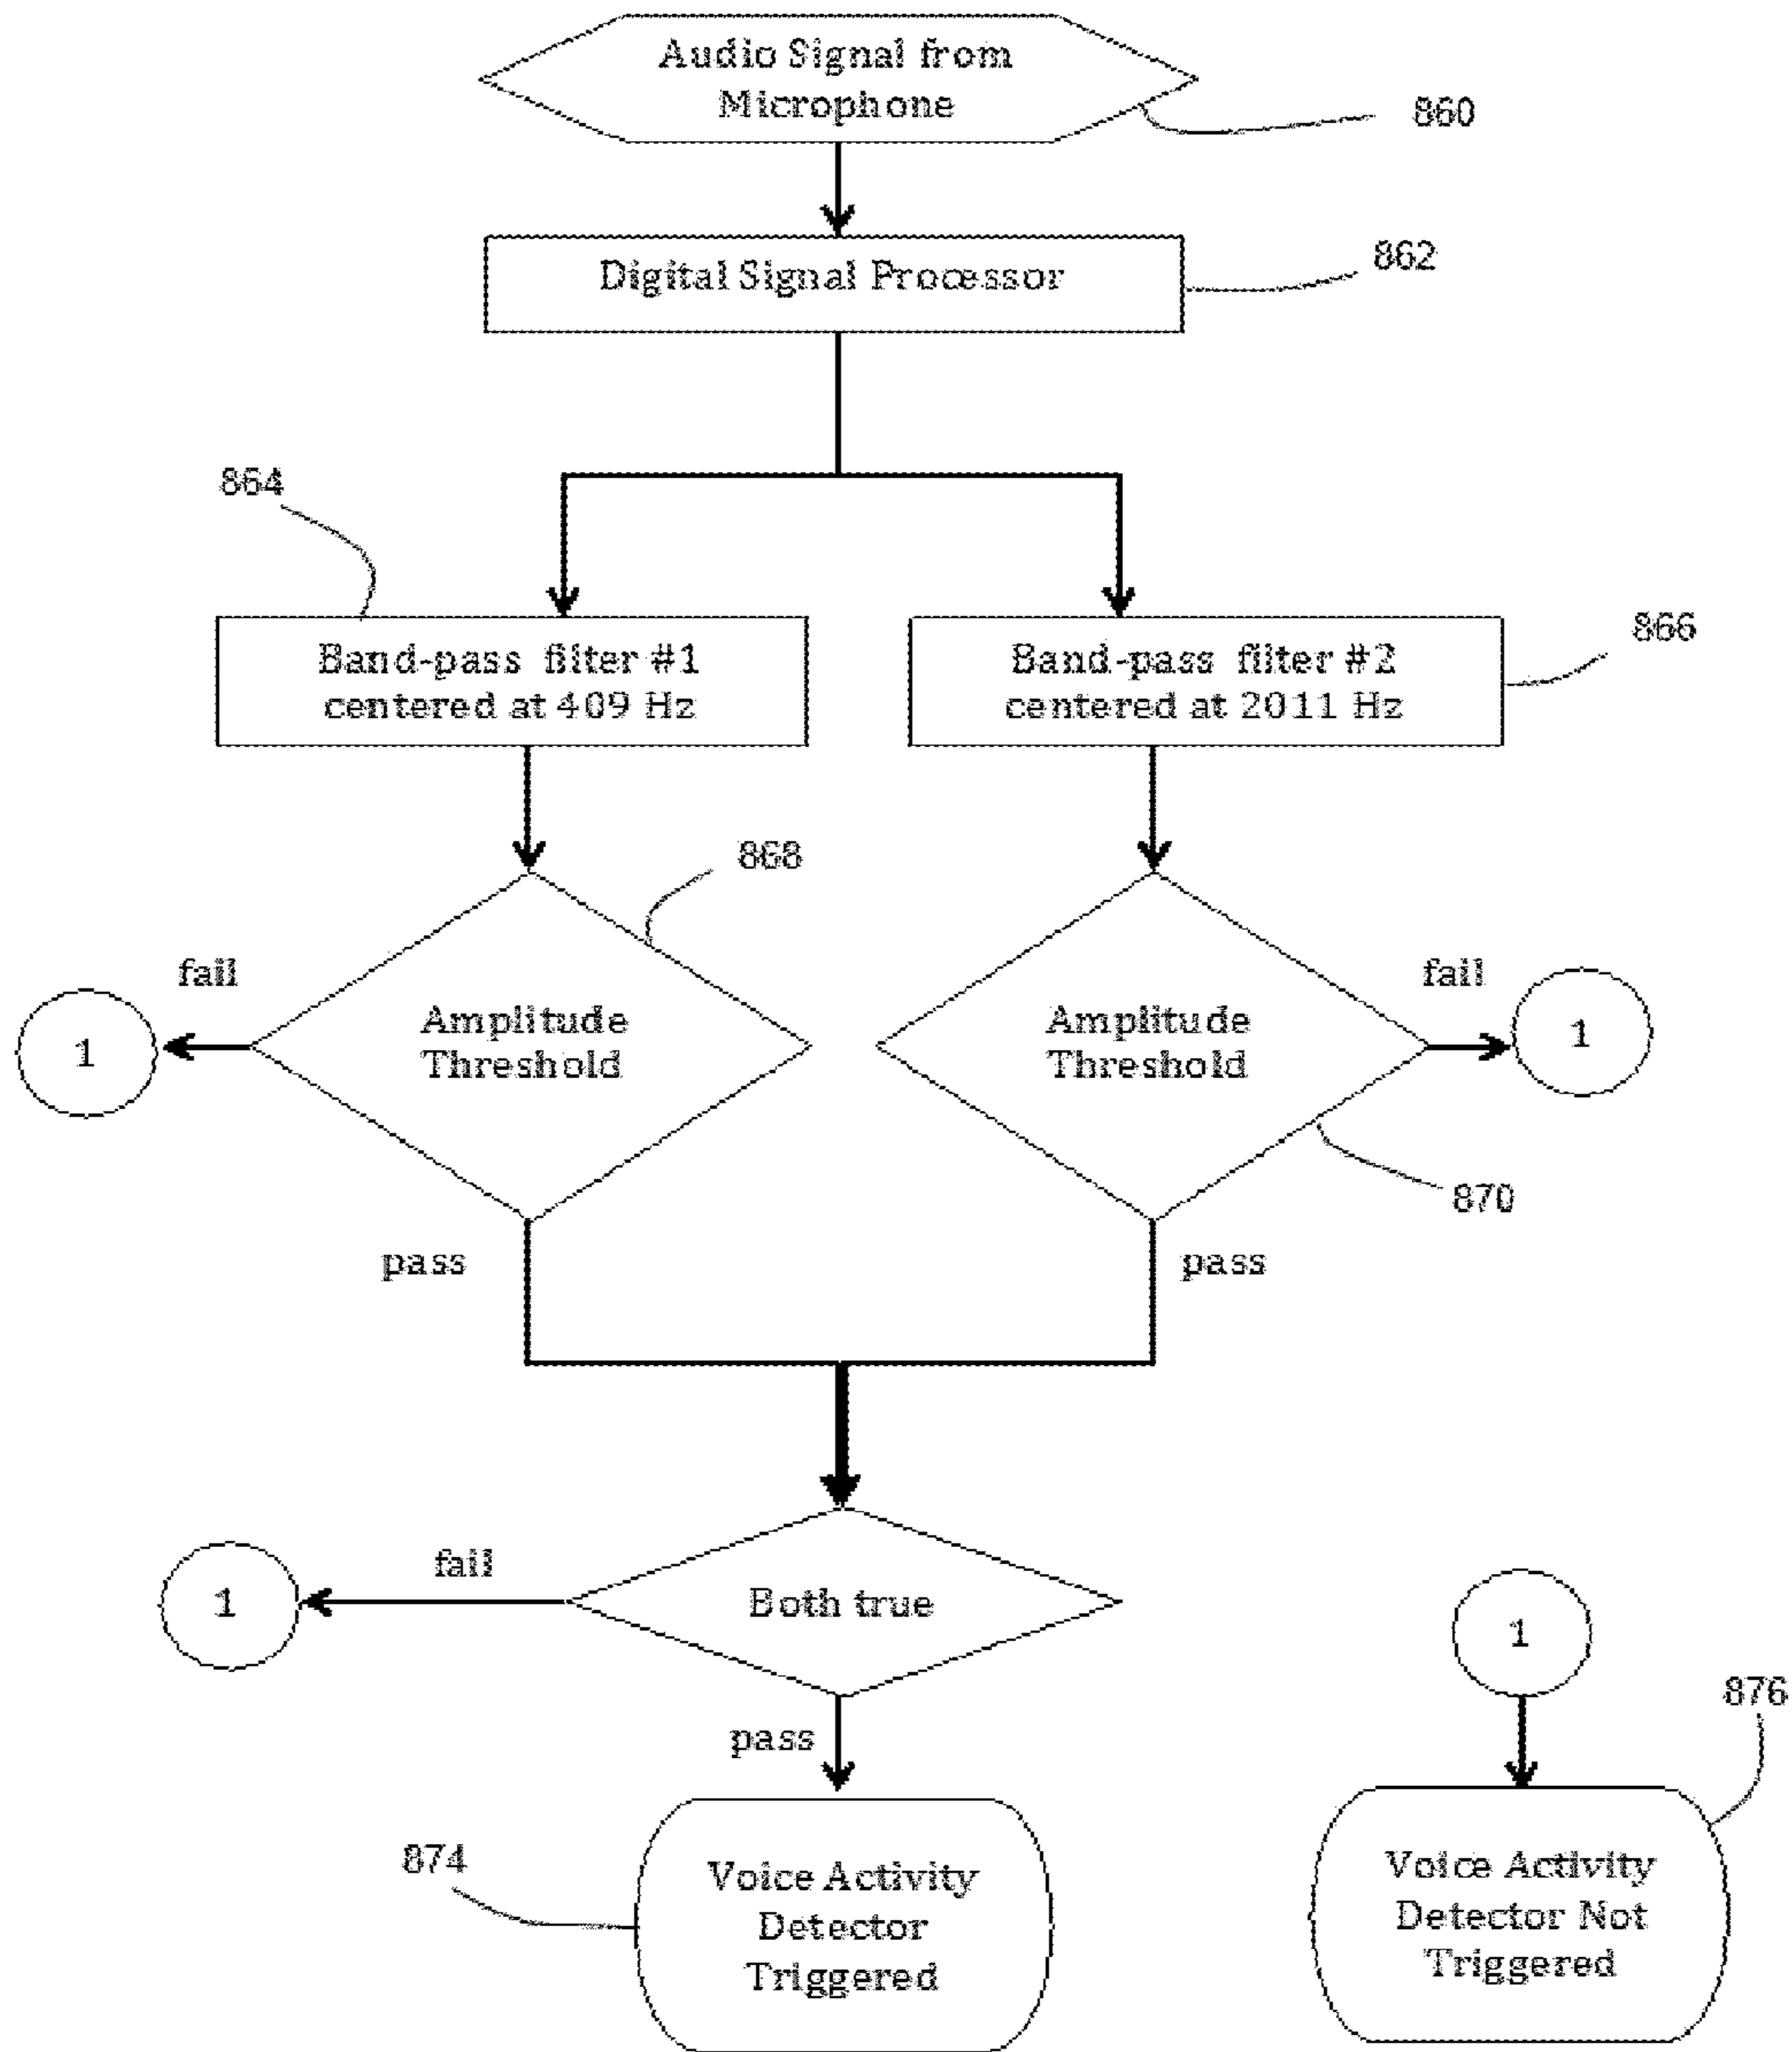 Audio Signal from
Microphone
860
Digital Signal Processor
862
864
Band-pass filter #1
centered at 409 Hz
Band-pass filter #2
centered at 2011 Hz
866
868
fail
1
Amplitude
Threshold
Amplitude
Threshold
fail
1
870
pass
pass
fail
1
Both true
1
pass
876
874
Voice Activity
Detector
Triggered
Voice Activity
Detector Not
Triggered